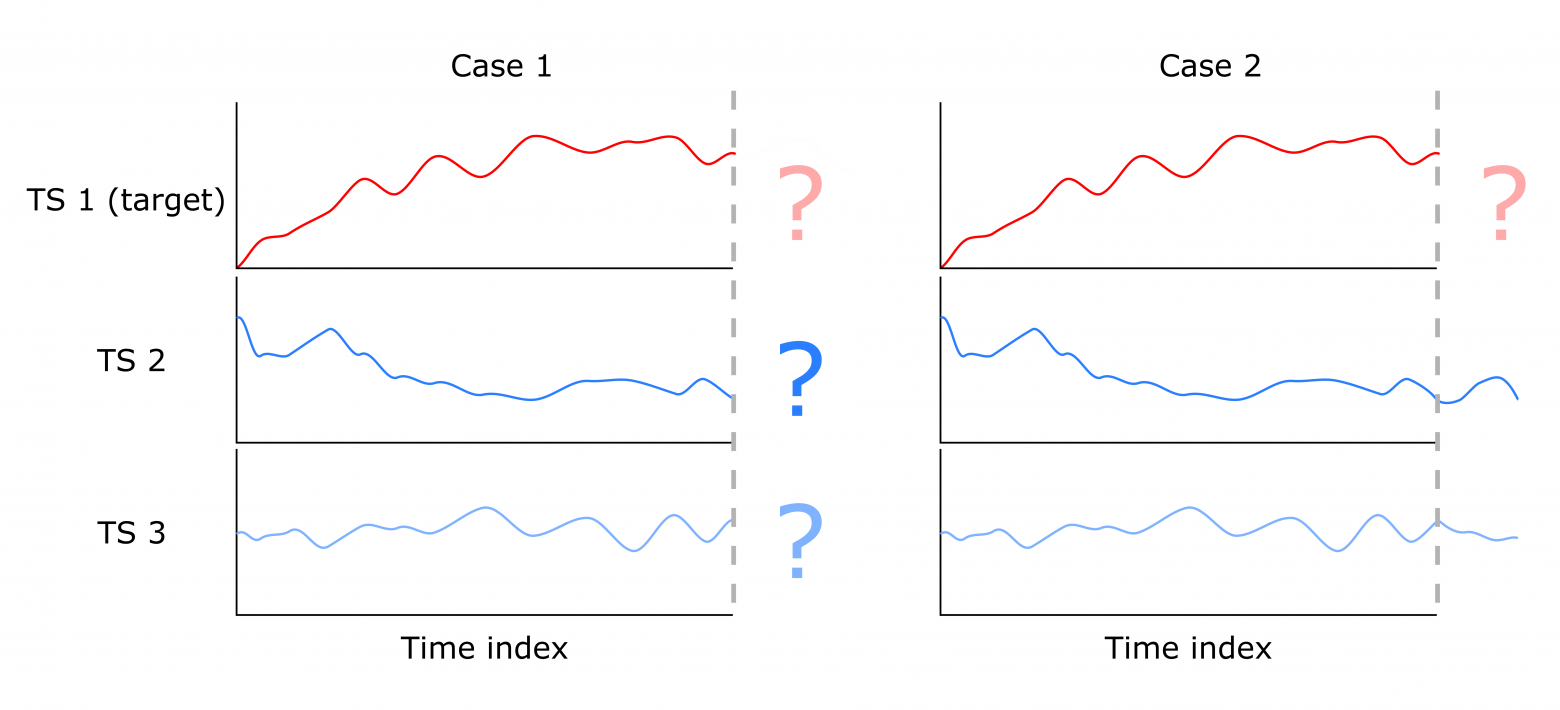 Case 1
Case 2
TS 1 (target)
?
?
TS 2
?
TS 3
?
Time index
Time index